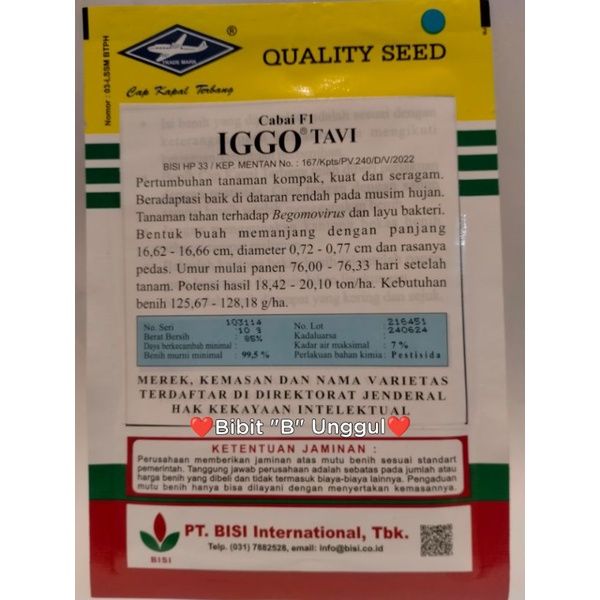 Nomor : 03-LSSM BTPH
TRADE MARK
®
Cap Kapal Terbang
QUALITY SEED
Cabai F1
IGGO® TAVI
BISI HP 33 / KEP. MENTAN No. : 167/Kpts/PV.240/D/V/2022
Pertumbuhan tanaman kompak, kuat dan seragam.
Beradaptasi baik di dataran rendah pada musim hujan.
Tanaman tahan terhadap Begomovirus dan layu bakteri.
Bentuk buah memanjang dengan panjang
16,62 - 16,66 cm, diameter 0,72 - 0,77 cm dan rasanya
pedas. Umur mulai panen 76,00 - 76,33 hari setelah
tanam. Potensi hasil 18,42 - 20,10 ton/ha. Kebutuhan
benih 125,67 - 128,18 g/ha.
No. Seri : 103114
Berat Bersih : 10 g
Daya berkecambah minimal : 85%
Benih murni minimal : 99,5 %
No. Lot : 216451
Kadaluarsa : 240624
Kadar air maksimal : 7 %
Perlakuan bahan kimia : Pestisida
MEREK, KEMASAN DAN NAMA VARIETAS
TERDAFTAR DI DIREKTORAT JENDERAL
HAK KEKAYAAN INTELEKTUAL
❤️Bibit "B" Unggul❤️
KETENTUAN JAMINAN :
Perusahaan memberikan jaminan atas mutu benih sesuai standart
pemerintah. Tanggung jawab perusahaan adalah sebatas pada jumlah atau
harga benih yang dibeli dan tidak termasuk biaya-biaya lainnya. Pengaduan
mutu benih hanya bisa dilayani dengan menyertakan kemasannya.
BISI
PT. BISI International, Tbk.
Telp. (031) 7882528, email: info@bisi.co.id